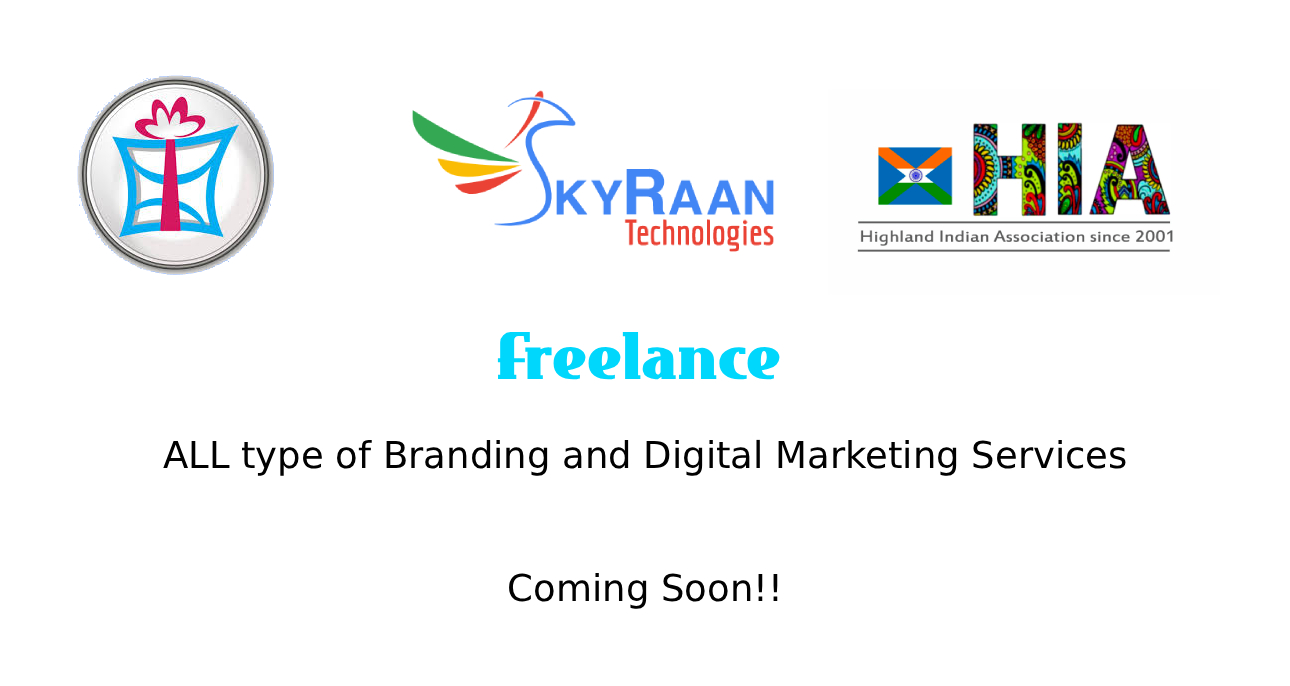 SKYRAAN
Technologies
HIA
Highland Indian Association since 2001
freelance
ALL type of Branding and Digital Marketing Services
Coming Soon!!